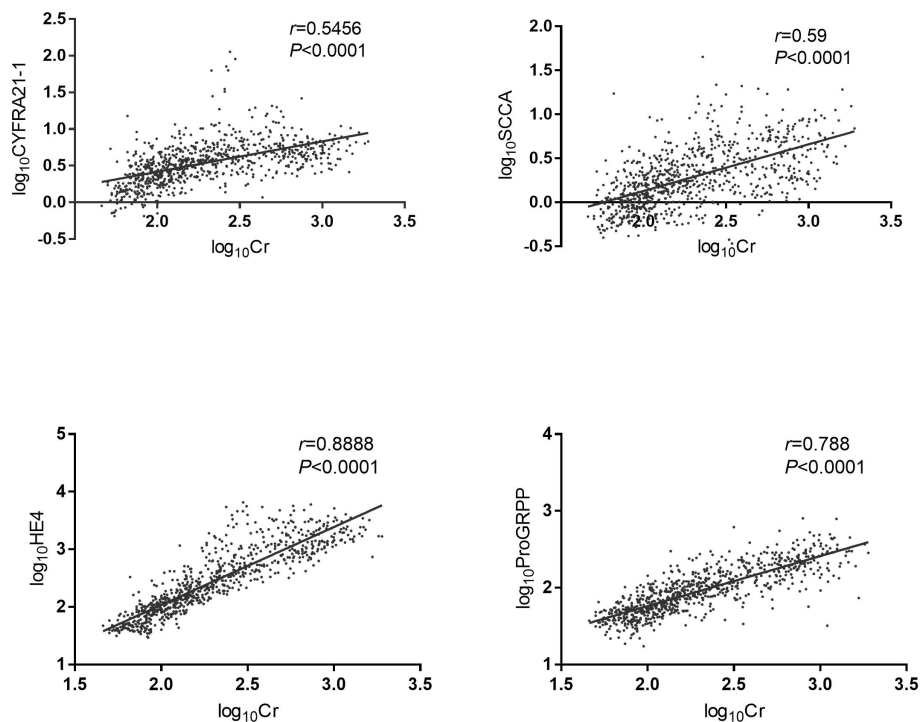 r=0.5456
P<0.0001
log10CYFRA21-1
2.5
2.0
1.5
1.0
0.5
0.0
-0.5
2.0 2.5 3.0 3.5
log10Cr
r=0.59
P<0.0001
log10SCCA
2.0
1.5
1.0
0.5
0.0
-0.5
2.0 2.5 3.0 3.5
log10Cr
r=0.8888
P<0.0001
log10HE4
5
4
3
2
1
1.5 2.0 2.5 3.0 3.5
log10Cr
r=0.788
P<0.0001
log10ProGRPP
4
3
2
1
1.5 2.0 2.5 3.0 3.5
log10Cr